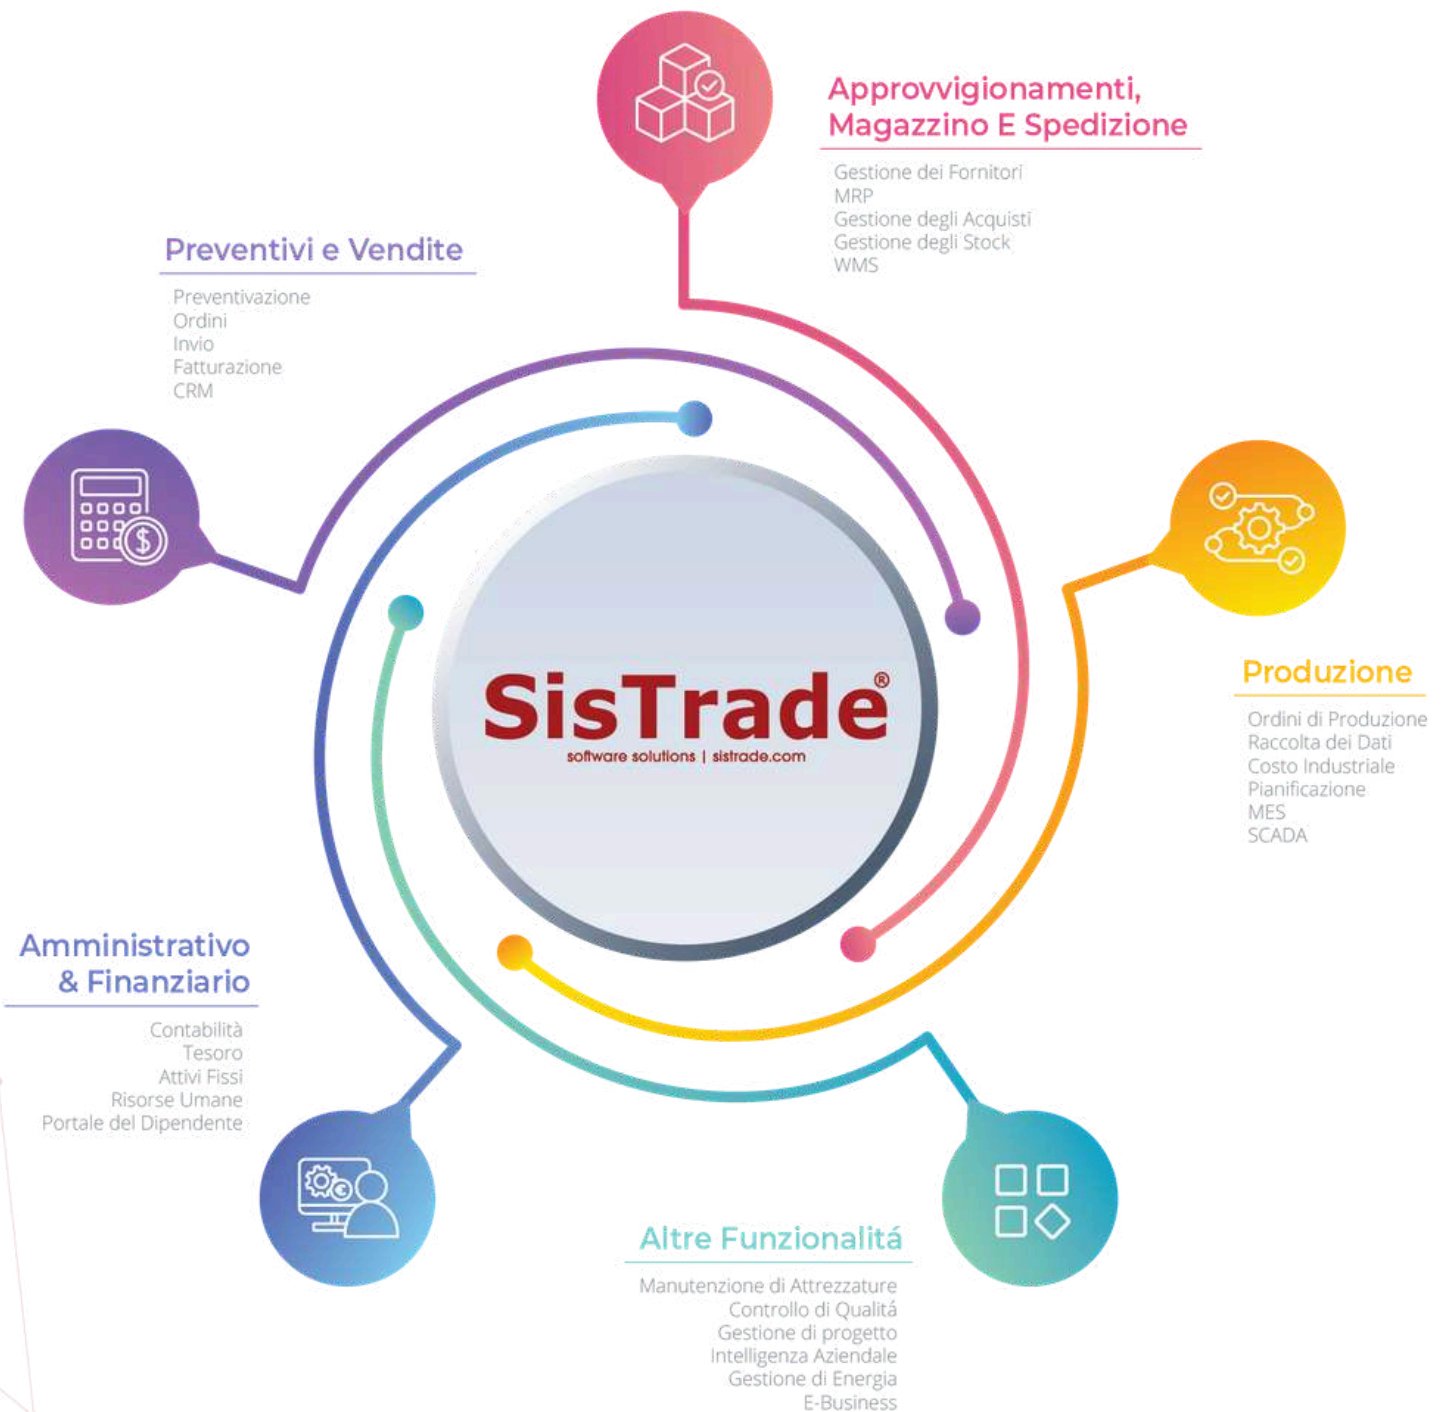 Approvvigionamenti,
Magazzino E Spedizione
Gestione dei Fornitori
MRP
Gestione degli Acquisti
Gestione degli Stock
WMS
Preventivi e Vendite
Preventivazione
Ordini
Invio
Fatturazione
CRM
$
SisTrade®
software solutions | sistrade.com
Produzione
Ordini di Produzione
Raccolta dei Dati
Costo Industriale
Pianificazione
MES
SCADA
Amministrativo
& Finanziario
Contabilità
Tesoro
Attivi Fissi
Risorse Umane
Portale del Dipendente
€
Altre Funzionalitá
Manutenzione di Attrezzature
Controllo di Qualitá
Gestione di progetto
Intelligenza Aziendale
Gestione di Energia
E-Business